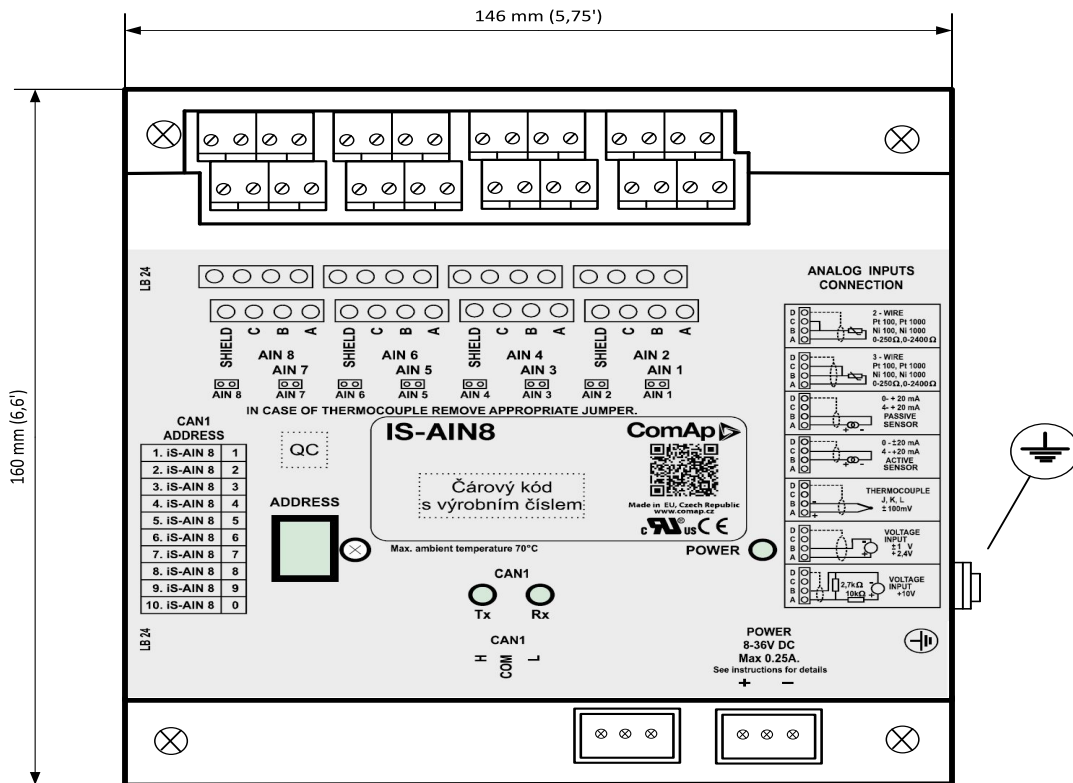 146 mm (5,75')
160 mm (6,6')
LB 24
SHIELD C B A SHIELD C B A SHIELD C B A SHIELD C B A
AIN 8 AIN 6 AIN 4 AIN 2
AIN 7 AIN 5 AIN 3 AIN 1
AIN 8 AIN 7 AIN 6 AIN 5 AIN 4 AIN 3 AIN 2 AIN 1
IN CASE OF THERMOCOUPLE REMOVE APPROPRIATE JUMPER.
CAN1
ADDRESS
1. iS-AIN 8 1
2. iS-AIN 8 2
3. iS-AIN 8 3
4. iS-AIN 8 4
5. iS-AIN 8 5
6. iS-AIN 8 6
7. iS-AIN 8 7
8. iS-AIN 8 8
9. iS-AIN 8 9
10. iS-AIN 8 0
LB 24
QC
ADDRESS
IS-AIN8
ComAp
Čárový kód
s výrobním číslem
Made in EU, Czech Republic
www.comap.cz
c RU ® US CE
Max. ambient temperature 70°C
POWER
CAN1
Tx Rx
CAN1
H COM L
POWER
8-36V DC
Max 0.25A.
See instructions for details
+ −
ANALOG INPUTS
CONNECTION
D
C
B
A
2 - WIRE
Pt 100, Pt 1000
Ni 100, Ni 1000
0-250Ω,0-2400Ω
D
C
B
A
3 - WIRE
Pt 100, Pt 1000
Ni 100, Ni 1000
0-250Ω,0-2400Ω
D
C
B
A
0- + 20 mA
4- + 20 mA
PASSIVE
SENSOR
+ -
D
C
B
A
0 -±20 mA
4 -+20 mA
ACTIVE
SENSOR
+ -
D
C
B
A
-
+
THERMOCOUPLE
J, K, L
± 100mV
D
C
B
A
-
+
VOLTAGE
INPUT
±1 V
+2,4V
D
C
B
A
2,7kΩ
10kΩ
-
+
VOLTAGE
INPUT
+10V